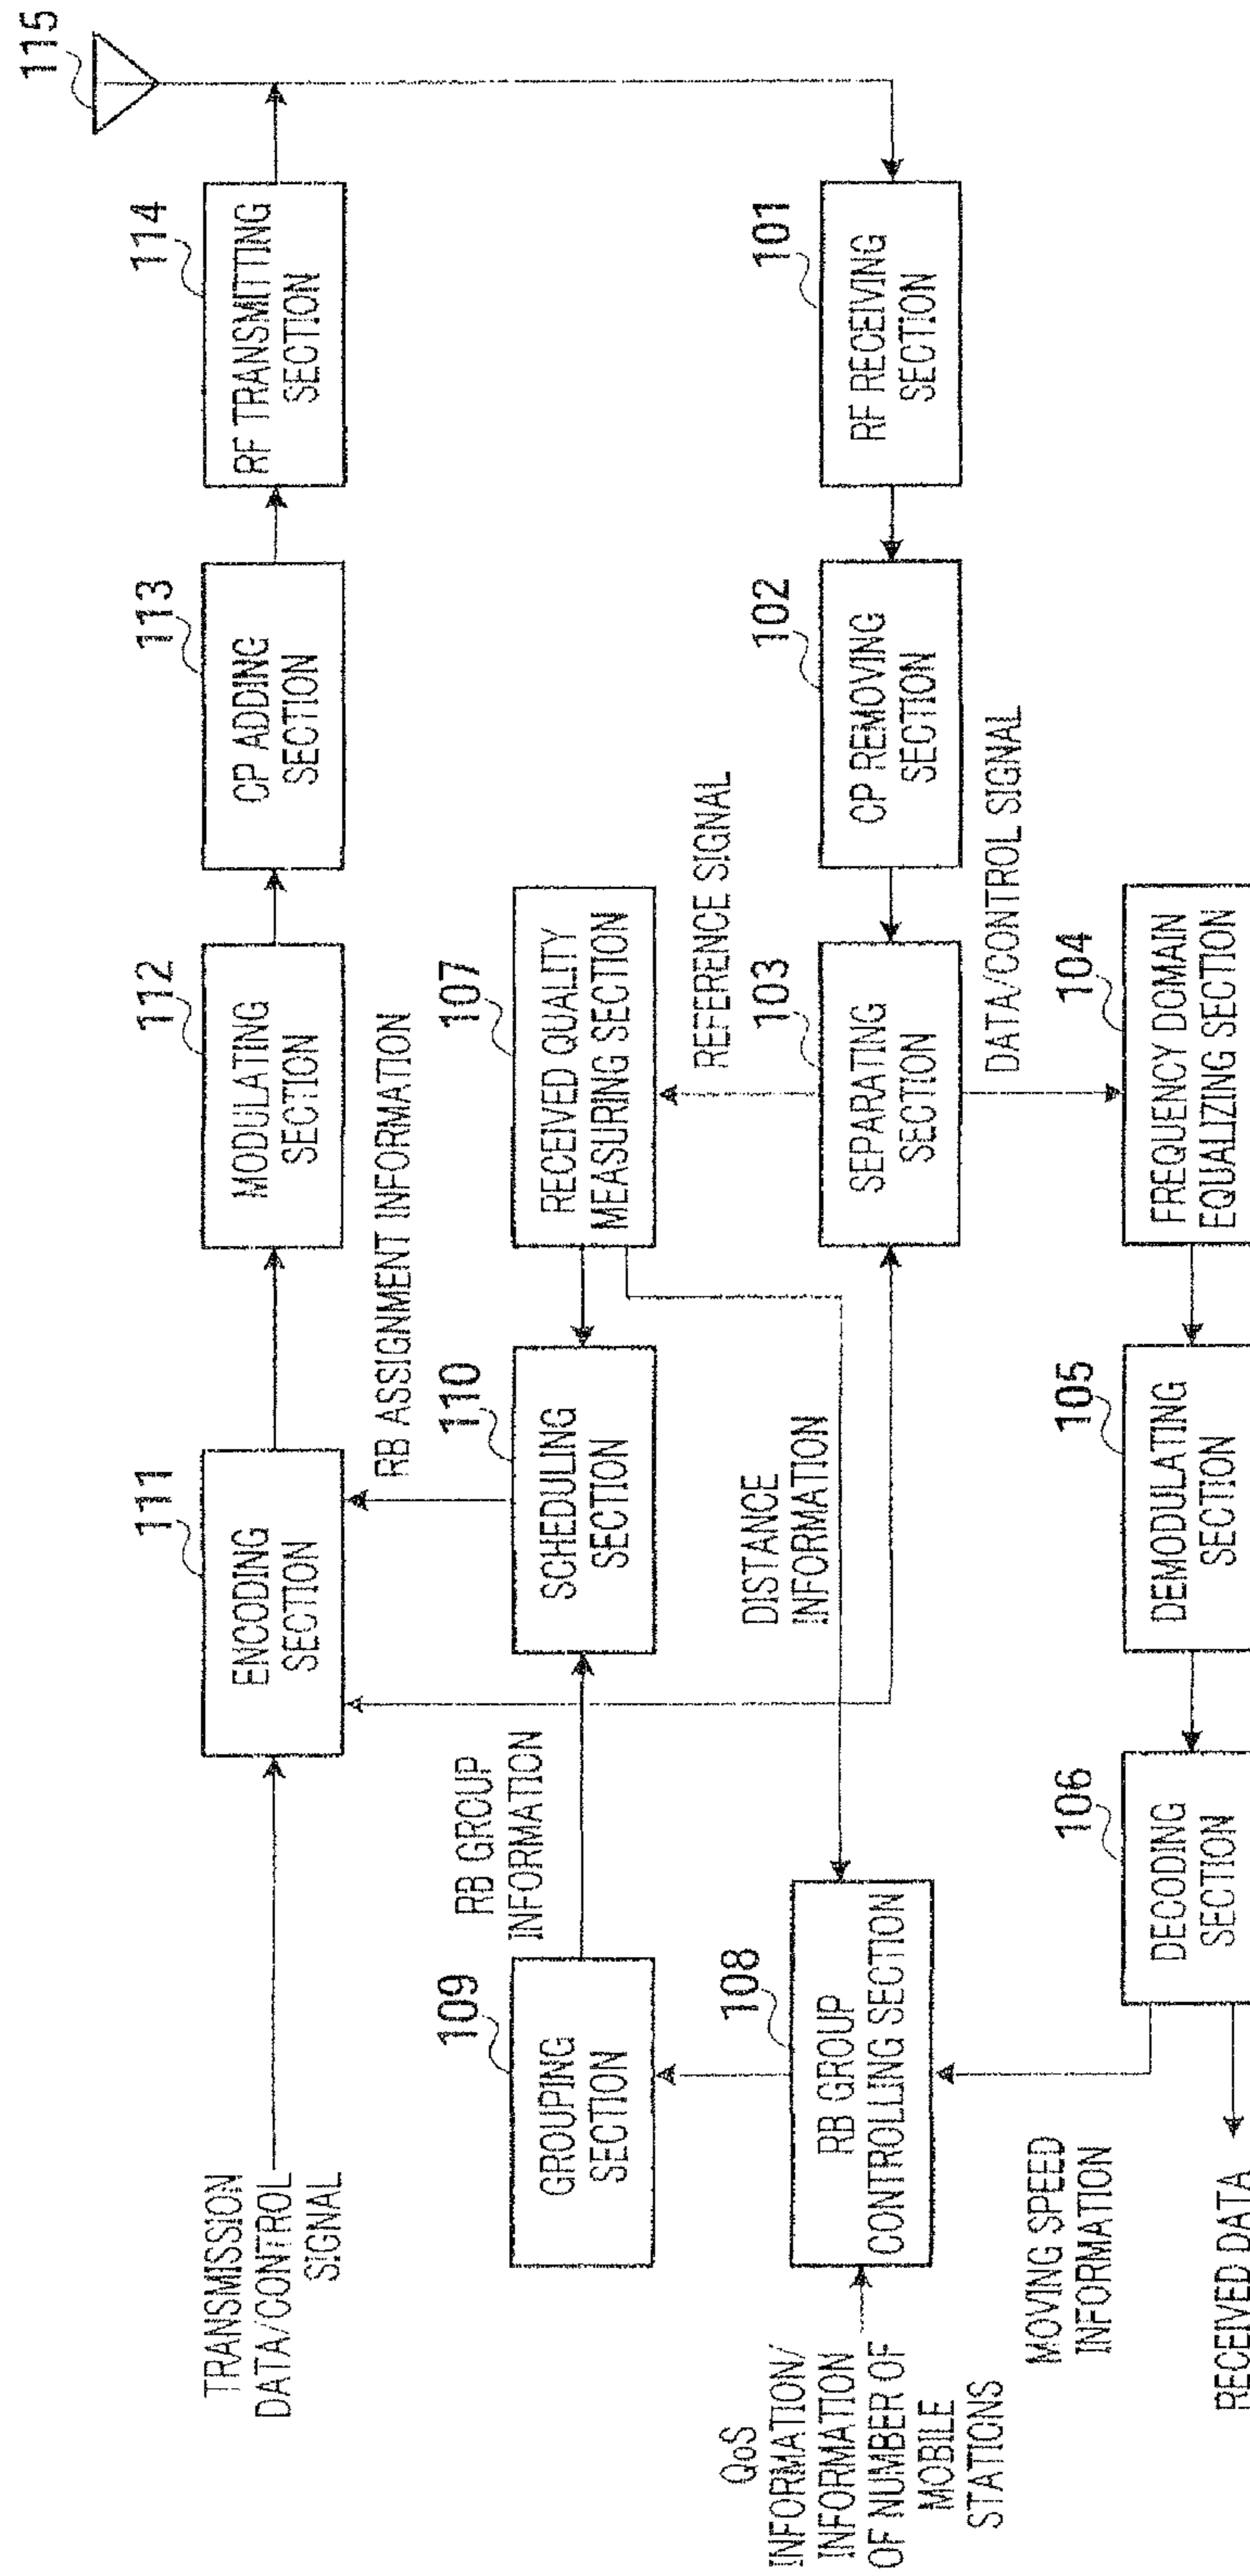 TRANSMISSION
DATA/CONTROL
SIGNAL
111
ENCODING
SECTION
112
MODULATING
SECTION
113
CP ADDING
SECTION
114
RF TRANSMITTING
SECTION
115
RB ASSIGNMENT INFORMATION
109
GROUPING
SECTION
RB GROUP
INFORMATION
110
SCHEDULING
SECTION
107
RECEIVED QUALITY
MEASURING SECTION
REFERENCE SIGNAL
QoS
INFORMATION/
INFORMATION
OF NUMBER OF
MOBILE
STATIONS
108
RB GROUP
CONTROLLING SECTION
DISTANCE
INFORMATION
103
SEPARATING
SECTION
102
CP REMOVING
SECTION
101
RF RECEIVING
SECTION
DATA/CONTROL SIGNAL
MOVING SPEED
INFORMATION
RECEIVED DATA
106
DECODING
SECTION
105
DEMODULATING
SECTION
104
FREQUENCY DOMAIN
EQUALIZING SECTION